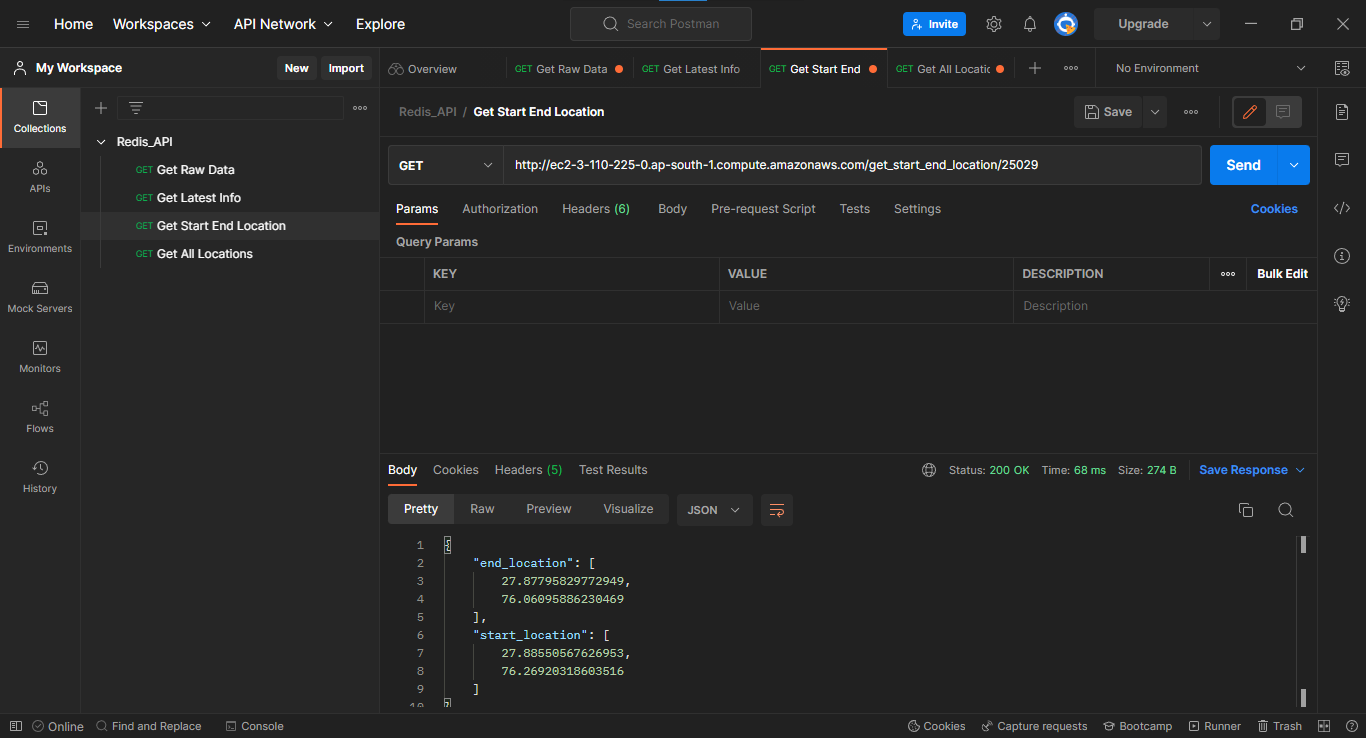 Home Workspaces API Network Explore Search Postman Invite Upgrade
My Workspace New Import Overview GET Get Raw Data GET Get Latest Info GET Get Start End GET Get All Locatic No Environment
Collections
APIs
Environments
Mock Servers
Monitors
Flows
History
Redis_API
GET Get Raw Data
GET Get Latest Info
GET Get Start End Location
GET Get All Locations
Redis_API / Get Start End Location Save
GET http://ec2-3-110-225-0.ap-south-1.compute.amazonaws.com/get_start_end_location/25029 Send
Params Authorization Headers (6) Body Pre-request Script Tests Settings Cookies
Query Params
KEY VALUE DESCRIPTION Bulk Edit
Key Value Description
Body Cookies Headers (5) Test Results Status: 200 OK Time: 68 ms Size: 274 B Save Response
Pretty Raw Preview Visualize JSON
1 {
2 "end_location": [
3 27.87795829772949,
4 76.06095886230469
5 ],
6 "start_location": [
7 27.88550567626953,
8 76.26920318603516
9 ]
10 }
Online Find and Replace Console Cookies Capture requests Bootcamp Runner Trash